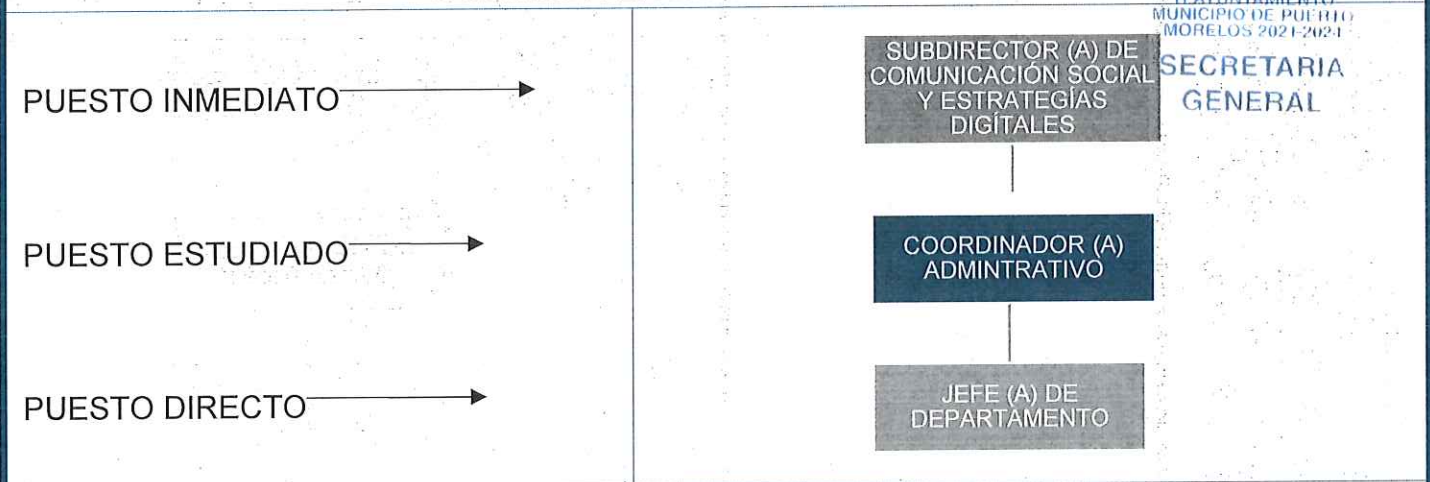 MUNICIPIO DE PUERTO
MORELOS 2021-2024
SECRETARIA
GENERAL
PUESTO INMEDIATO
SUBDIRECTOR (A) DE
COMUNICACIÓN SOCIAL
Y ESTRATEGÍAS
DIGÍTALES
PUESTO ESTUDIADO
COORDINADOR (A)
ADMINTRATIVO
PUESTO DIRECTO
JEFE (A) DE
DEPARTAMENTO